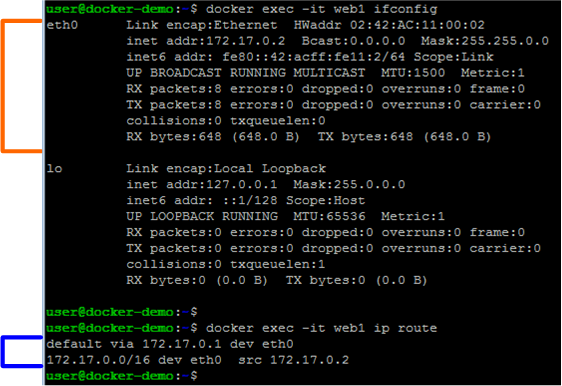 user@docker-demo:~$ docker exec -it web1 ifconfig
eth0      Link encap:Ethernet  HWaddr 02:42:AC:11:00:02
          inet addr:172.17.0.2  Bcast:0.0.0.0  Mask:255.255.0.0
          inet6 addr: fe80::42:acff:fe11:2/64 Scope:Link
          UP BROADCAST RUNNING MULTICAST  MTU:1500  Metric:1
          RX packets:8 errors:0 dropped:0 overruns:0 frame:0
          TX packets:8 errors:0 dropped:0 overruns:0 carrier:0
          collisions:0 txqueuelen:0
          RX bytes:648 (648.0 B)  TX bytes:648 (648.0 B)
lo        Link encap:Local Loopback
          inet addr:127.0.0.1  Mask:255.0.0.0
          inet6 addr: ::1/128 Scope:Host
          UP LOOPBACK RUNNING  MTU:65536  Metric:1
          RX packets:0 errors:0 dropped:0 overruns:0 frame:0
          TX packets:0 errors:0 dropped:0 overruns:0 carrier:0
          collisions:0 txqueuelen:1
          RX bytes:0 (0.0 B)  TX bytes:0 (0.0 B)
user@docker-demo:~$
user@docker-demo:~$ docker exec -it web1 ip route
default via 172.17.0.1 dev eth0
172.17.0.0/16 dev eth0  src 172.17.0.2
user@docker-demo:~$